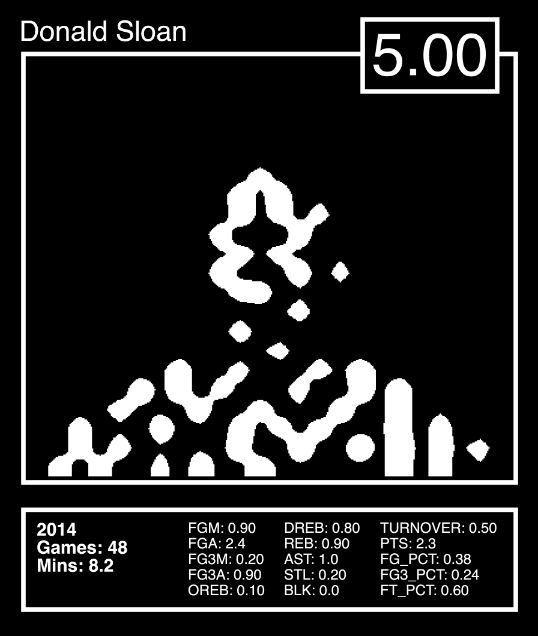 Donald Sloan
5.00
2014
Games: 48
Mins: 8.2
FGM: 0.90
FGA: 2.4
FG3M: 0.20
FG3A: 0.90
OREB: 0.10
DREB: 0.80
REB: 0.90
AST: 1.0
STL: 0.20
BLK: 0.0
TURNOVER: 0.50
PTS: 2.3
FG_PCT: 0.38
FG3_PCT: 0.24
FT_PCT: 0.60